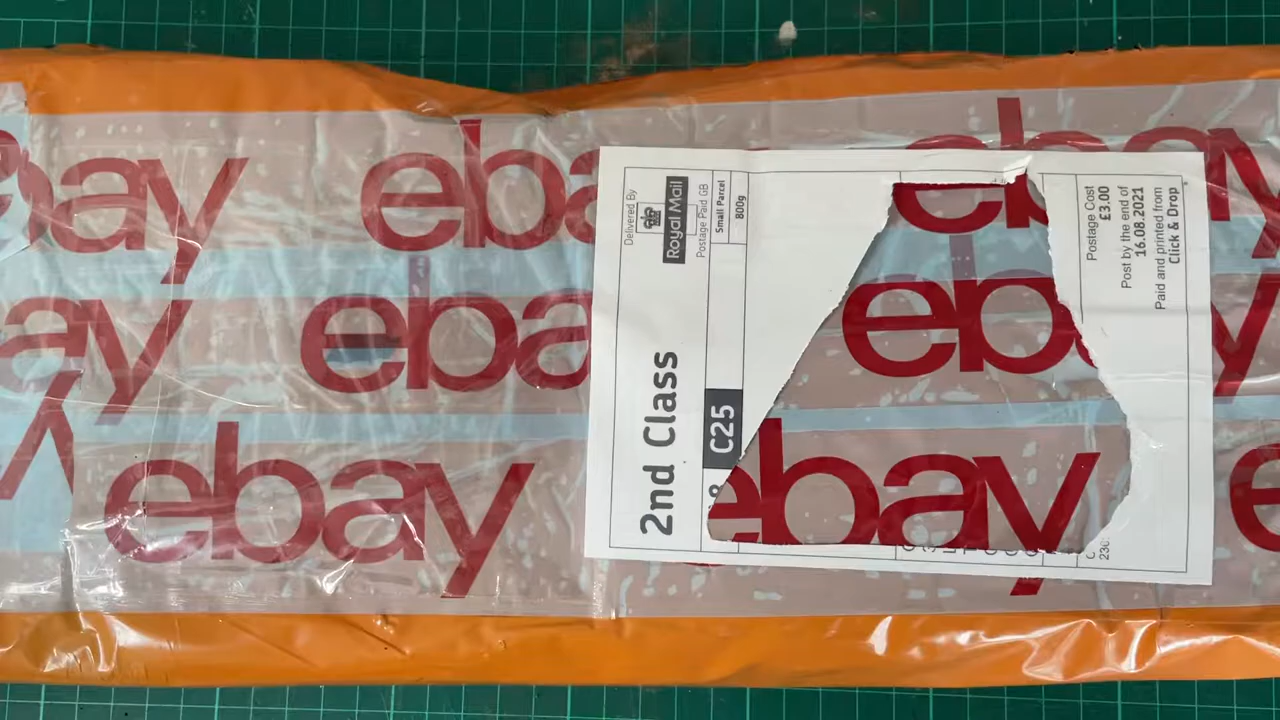 ebay ebay ebay
ebay ebay ebay
ebay ebay
Delivered By
Royal Mail
Postage Paid GB
Small Parcel
800g
2nd Class
C25
Postage Cost
£3.00
Post by the end of
16.08.2021
Paid and printed from
Click & Drop